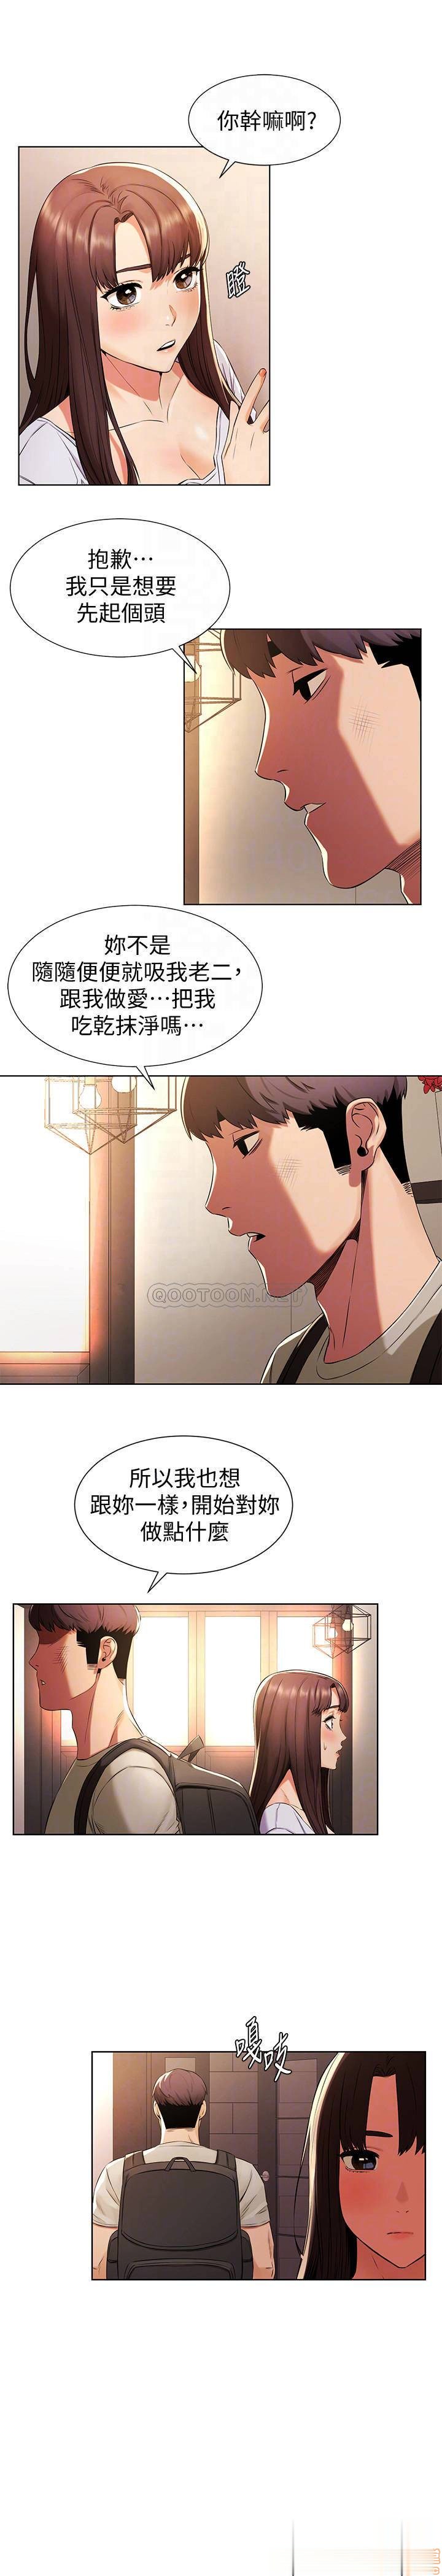 你幹嘛啊?
瞪
抱歉…
我只是想要
先起個頭
妳不是
隨隨便便就吸我老二,
跟我做愛…把我
吃乾抹淨嗎…
QOOTOON.NET
所以我也想
跟妳一樣,開始對妳
做點什麼
嘎吱